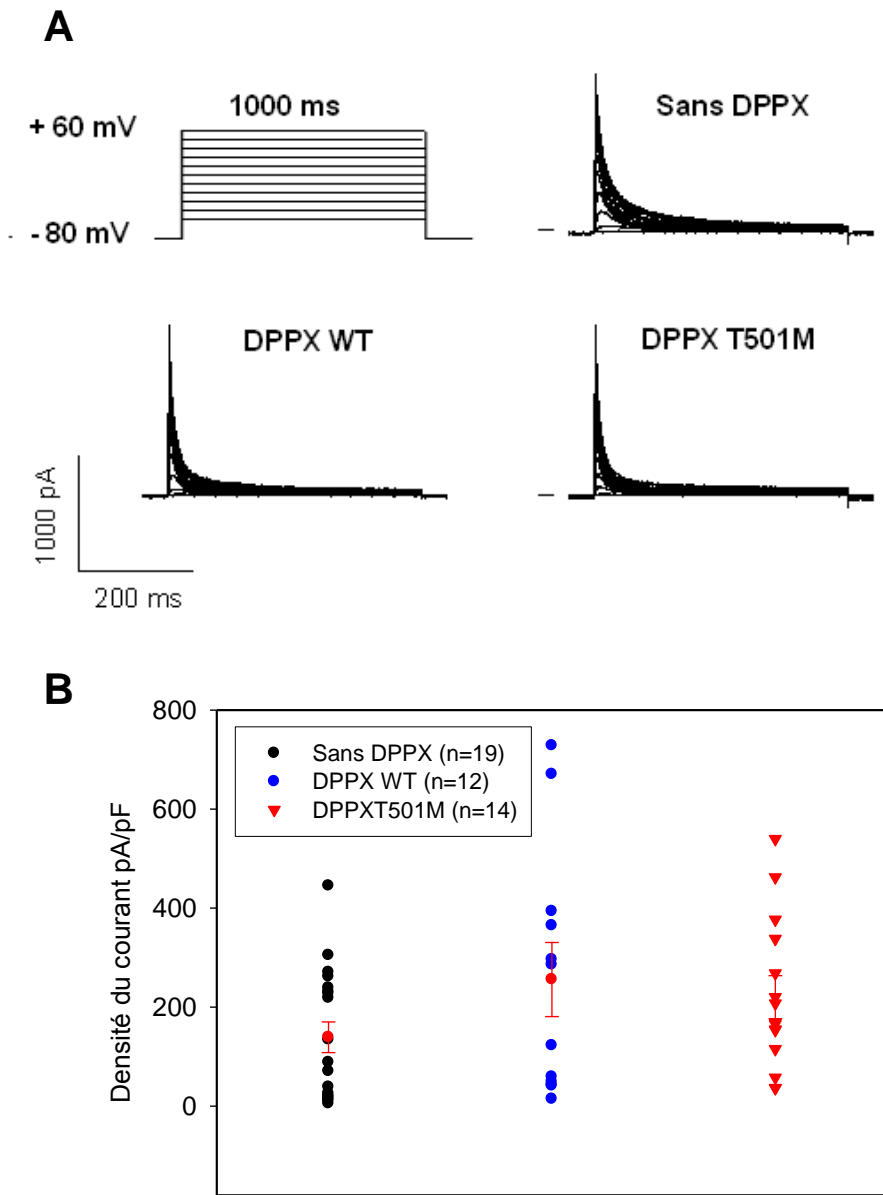 A
1000 ms
+ 60 mV
- 80 mV
Sans DPPX
DPPX WT
DPPX T501M
1000 pA
200 ms
B
Densité du courant pA/pF
800
600
400
200
0
Sans DPPX (n=19)
DPPX WT (n=12)
DPPXT501M (n=14)